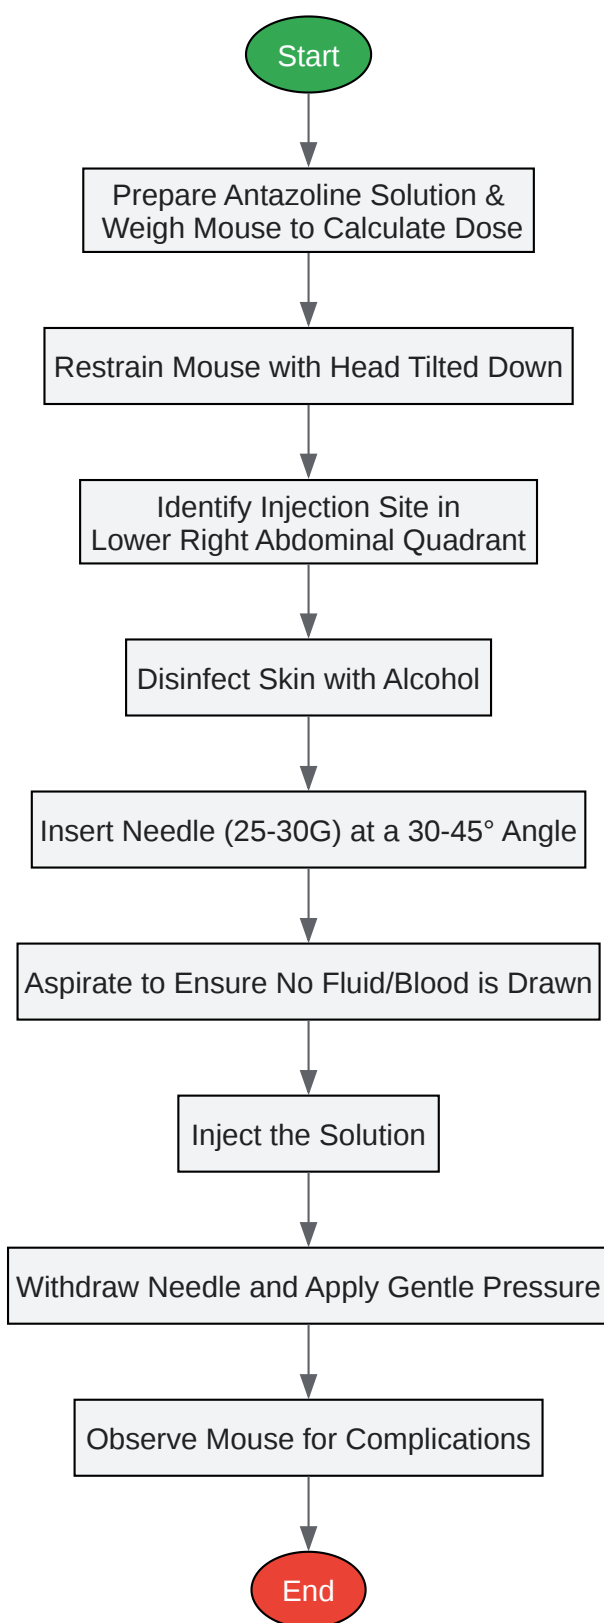 Start
Prepare Antazoline Solution &
Weigh Mouse to Calculate Dose
Restrain Mouse with Head Tilted Down
Identify Injection Site in
Lower Right Abdominal Quadrant
Disinfect Skin with Alcohol
Insert Needle (25-30G) at a 30-45° Angle
Aspirate to Ensure No Fluid/Blood is Drawn
Inject the Solution
Withdraw Needle and Apply Gentle Pressure
Observe Mouse for Complications
End